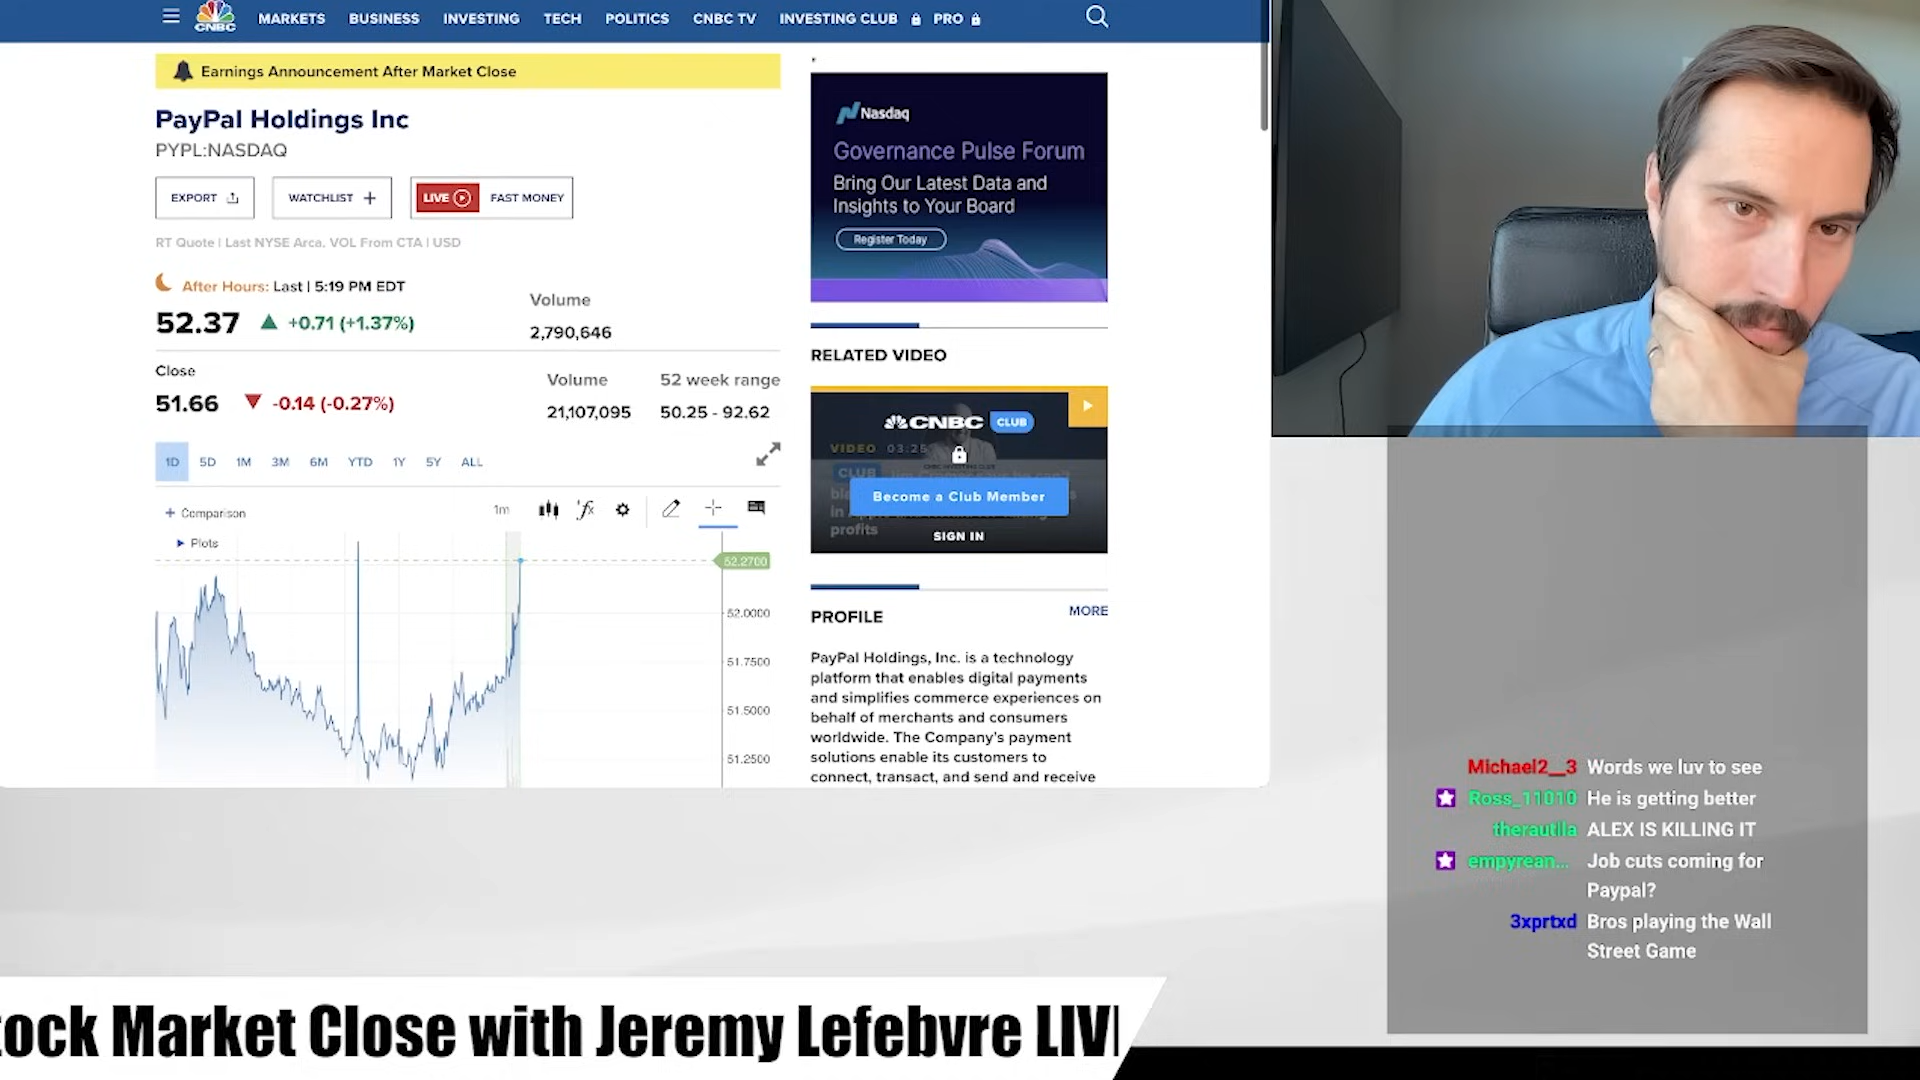 CNBC
MARKETS BUSINESS INVESTING TECH POLITICS CNBC TV INVESTING CLUB PRO
Earnings Announcement After Market Close
PayPal Holdings Inc
PYPL:NASDAQ
EXPORT WATCHLIST + LIVE FAST MONEY
RT Quote | Last NYSE Arca, VOL From CTA | USD
After Hours: Last | 5:19 PM EDT
Volume
52.37 +0.71 (+1.37%)
2,790,646
Close
Volume 52 week range
51.66 -0.14 (-0.27%)
21,107,095 50.25 - 92.62
1D 5D 1M 3M 6M YTD 1Y 5Y ALL
+ Comparison 1m
Plots
52.2700
52.0000
51.7500
51.5000
51.2500
Nasdaq
Governance Pulse Forum
Bring Our Latest Data and
Insights to Your Board
Register Today
RELATED VIDEO
CNBC CLUB
VIDEO 03:25
CLUB
Become a Club Member
profits
SIGN IN
PROFILE MORE
PayPal Holdings, Inc. is a technology
platform that enables digital payments
and simplifies commerce experiences on
behalf of merchants and consumers
worldwide. The Company's payment
solutions enable its customers to
connect, transact, and send and receive
Michael2__3 Words we luv to see
Ross_11010 He is getting better
therautila ALEX IS KILLING IT
empyrean... Job cuts coming for
Paypal?
3xprtxd Bros playing the Wall
Street Game
tock Market Close with Jeremy Lefebvre LIV